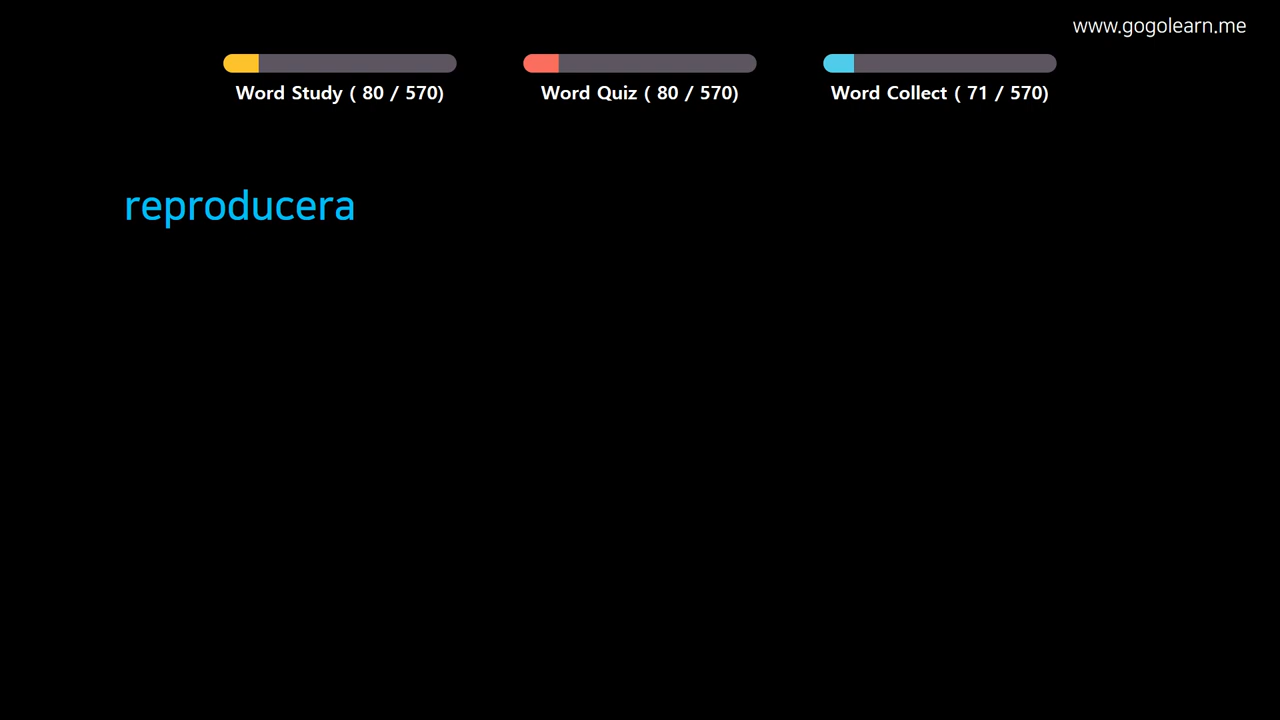 www.gogolearn.me
Word Study ( 80 / 570)
Word Quiz ( 80 / 570)
Word Collect ( 71 / 570)
reproducera